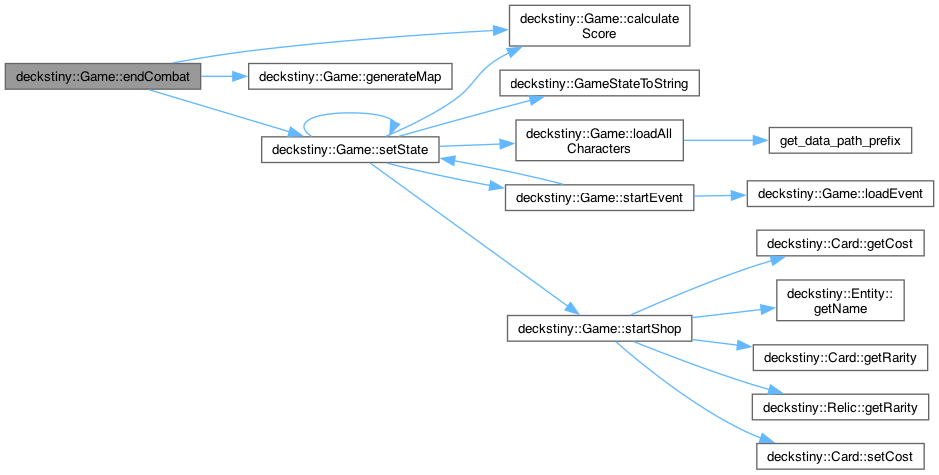 deckstiny::Game::endCombat
deckstiny::Game::calculate
Score
deckstiny::Game::generateMap
deckstiny::GameStateToString
deckstiny::Game::setState
deckstiny::Game::loadAll
Characters
get_data_path_prefix
deckstiny::Game::startEvent
deckstiny::Game::loadEvent
deckstiny::Game::startShop
deckstiny::Card::getCost
deckstiny::Entity::
getName
deckstiny::Card::getRarity
deckstiny::Relic::getRarity
deckstiny::Card::setCost